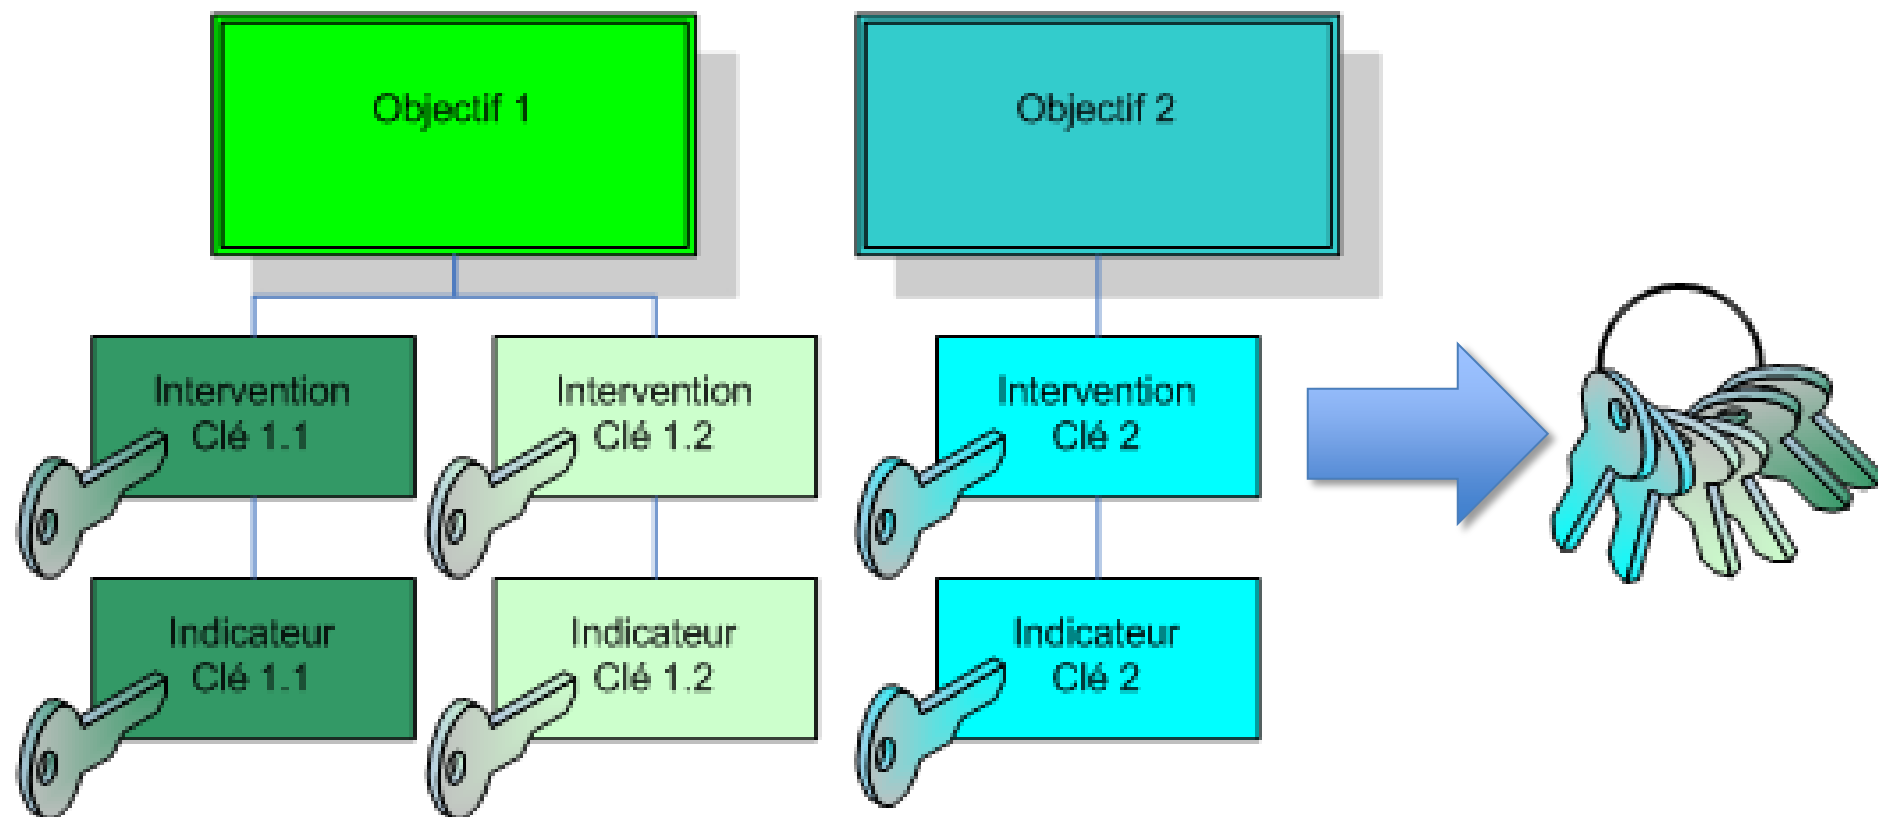 Objectif 1
Objectif 2
Intervention
Clé 1.1
Intervention
Clé 1.2
Intervention
Clé 2
Indicateur
Clé 1.1
Indicateur
Clé 1.2
Indicateur
Clé 2